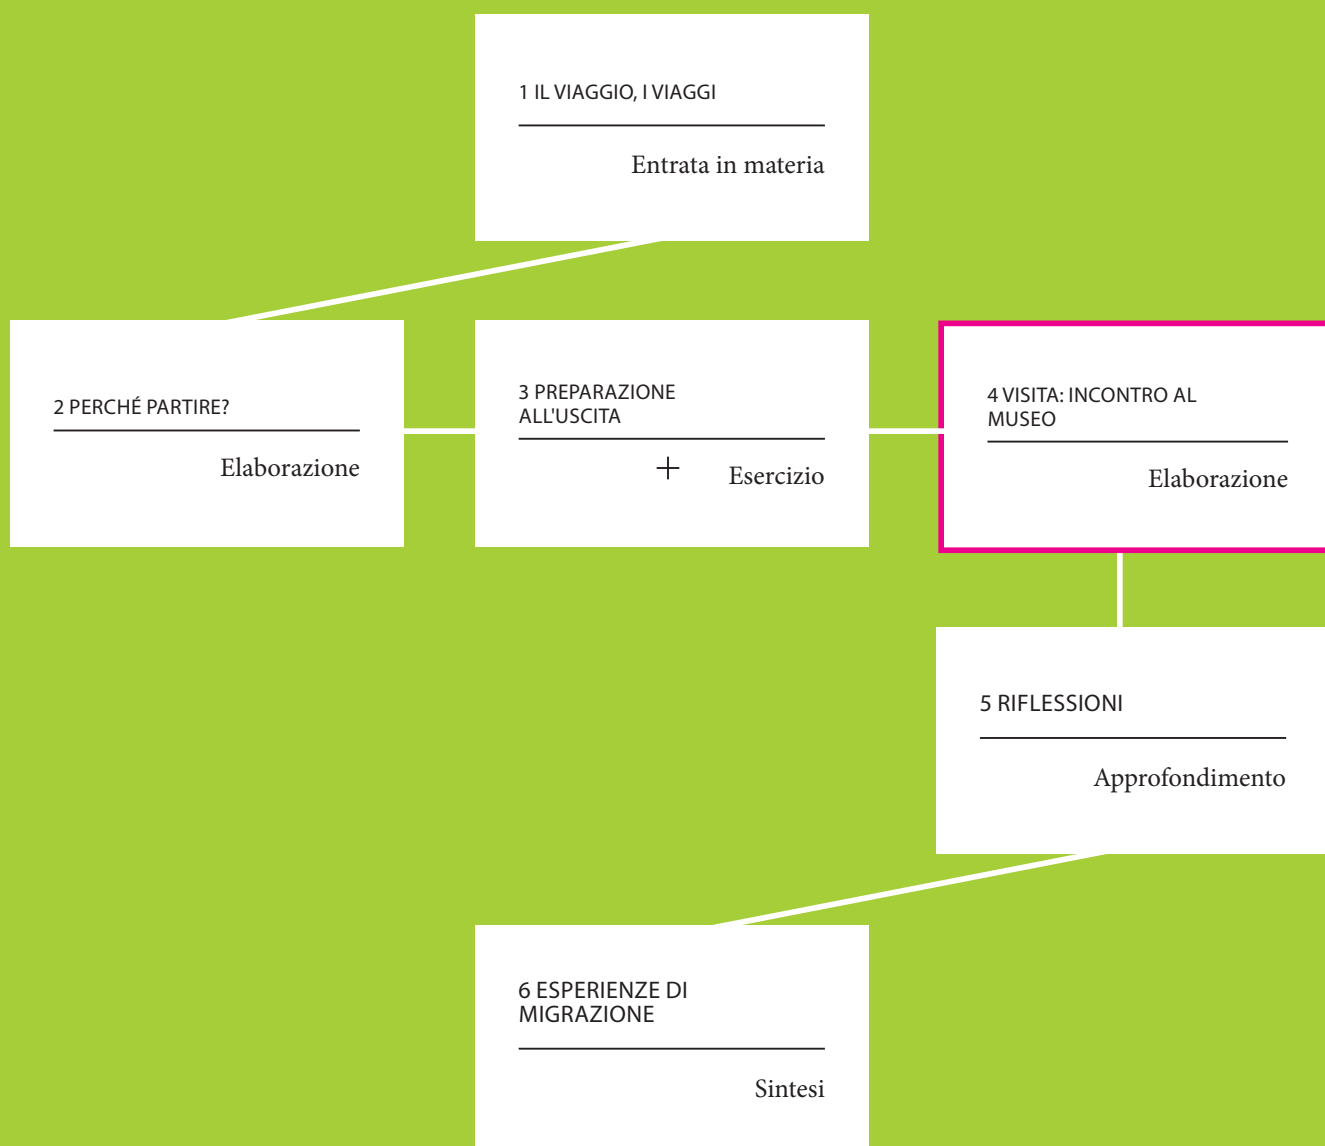 1 IL VIAGGIO, I VIAGGI
Entrata in materia
2 PERCHÉ PARTIRE?
Elaborazione
3 PREPARAZIONE
ALL'USCITA
+ Esercizio
4 VISITA: INCONTRO AL
MUSEO
Elaborazione
5 RIFLESSIONI
Approfondimento
6 ESPERIENZE DI
MIGRAZIONE
Sintesi